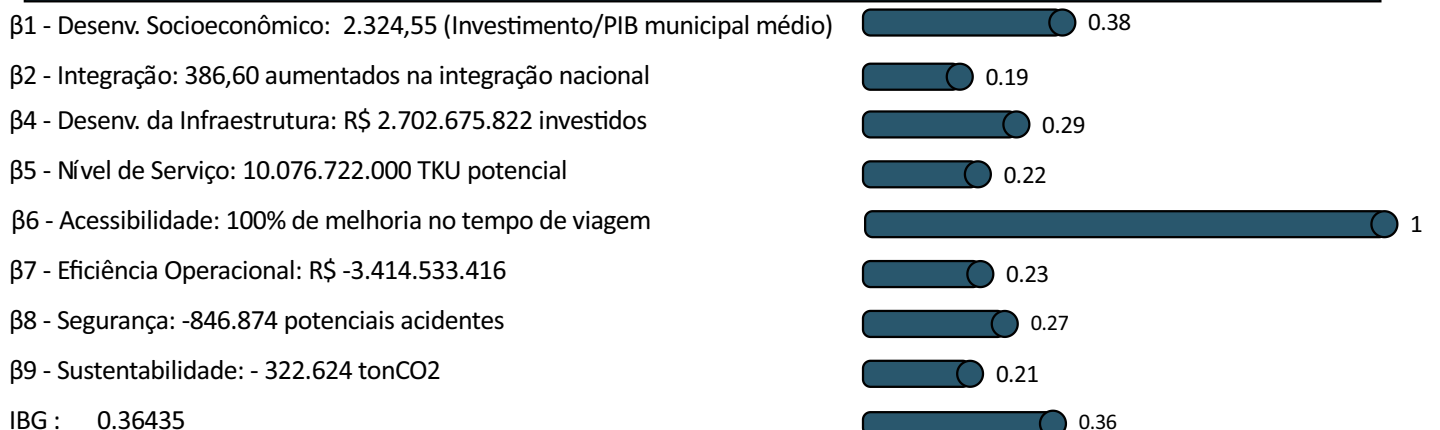 β1 - Desenv. Socioeconômico: 2.324,55 (Investimento/PIB municipal médio) 0.38
β2 - Integração: 386,60 aumentados na integração nacional 0.19
β4 - Desenv. da Infraestrutura: R$ 2.702.675.822 investidos 0.29
β5 - Nível de Serviço: 10.076.722.000 TKU potencial 0.22
β6 - Acessibilidade: 100% de melhoria no tempo de viagem 1
β7 - Eficiência Operacional: R$ -3.414.533.416 0.23
β8 - Segurança: -846.874 potenciais acidentes 0.27
β9 - Sustentabilidade: - 322.624 tonCO2 0.21
IBG : 0.36435 0.36